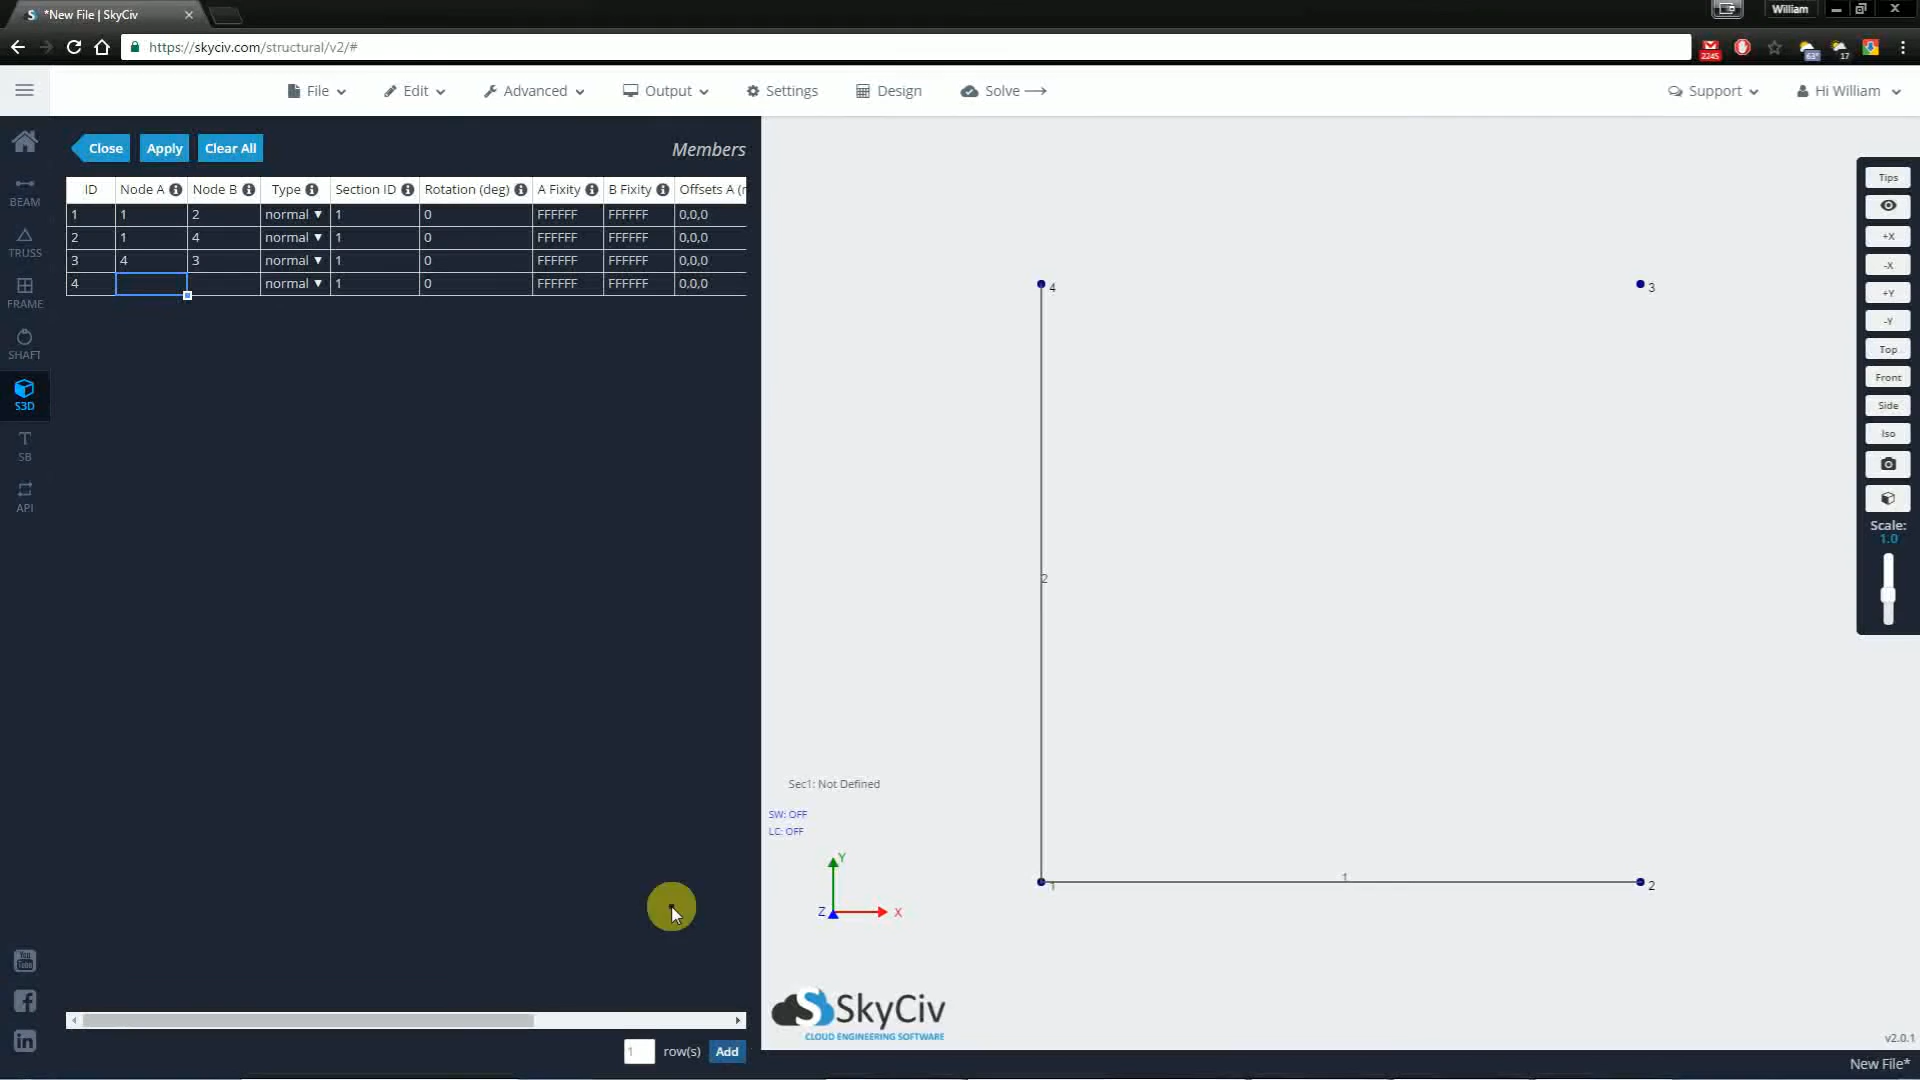 *New File | SkyCiv
William
https://skyciv.com/structural/v2/#
2245
63°
17
File
Edit
Advanced
Output
Settings
Design
Solve
Support
Hi William
Close
Apply
Clear All
Members
ID Node A Node B Type Section ID Rotation (deg) A Fixity B Fixity Offsets A (r
1 1 2 normal ▼ 1 0 FFFFFF FFFFFF 0,0,0
2 1 4 normal ▼ 1 0 FFFFFF FFFFFF 0,0,0
3 4 3 normal ▼ 1 0 FFFFFF FFFFFF 0,0,0
4 normal ▼ 1 0 FFFFFF FFFFFF 0,0,0
BEAM
TRUSS
FRAME
SHAFT
S3D
SB
API
4
3
2
1
1
2
Sec1: Not Defined
SW: OFF
LC: OFF
Y
Z
X
SkyCiv
CLOUD ENGINEERING SOFTWARE
Tips
+X
-X
+Y
-Y
Top
Front
Side
Iso
Scale:
1.0
You
Tube
1 row(s) Add
v2.0.1
New File*